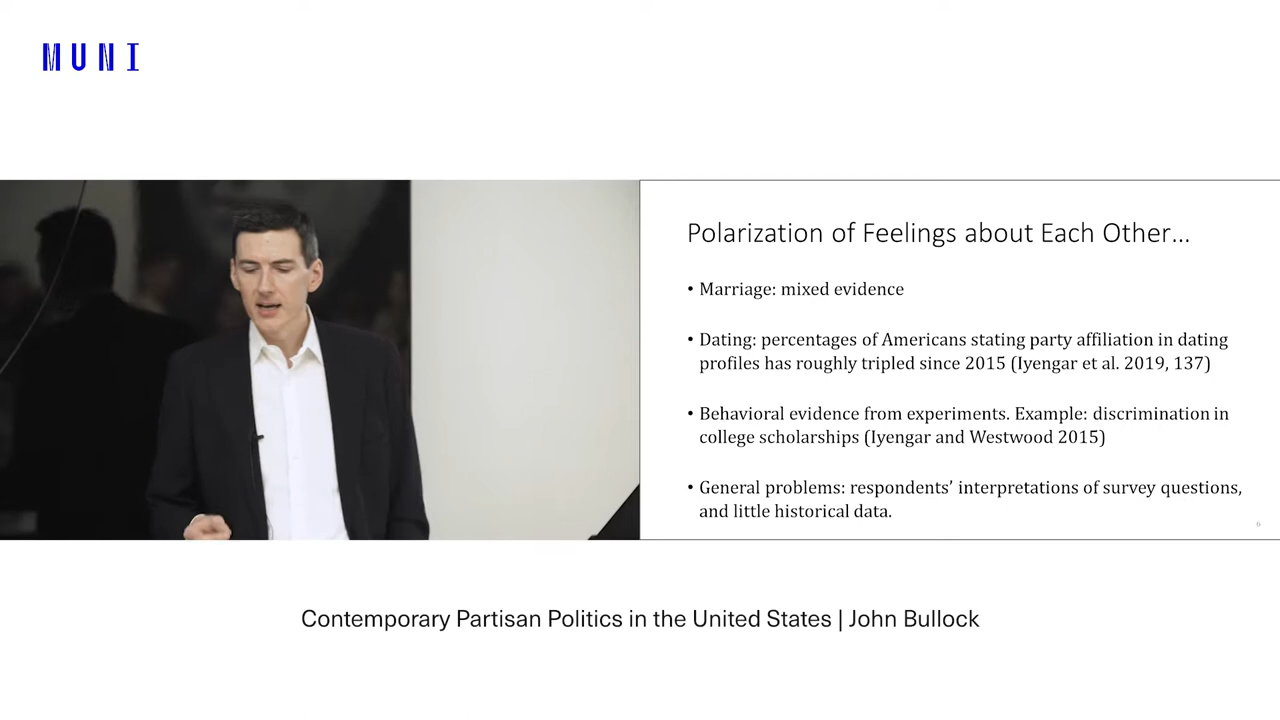 MUNI
Polarization of Feelings about Each Other…
• Marriage: mixed evidence
• Dating: percentages of Americans stating party affiliation in dating
profiles has roughly tripled since 2015 (Iyengar et al. 2019, 137)
• Behavioral evidence from experiments. Example: discrimination in
college scholarships (Iyengar and Westwood 2015)
• General problems: respondents’ interpretations of survey questions,
and little historical data.
6
Contemporary Partisan Politics in the United States | John Bullock